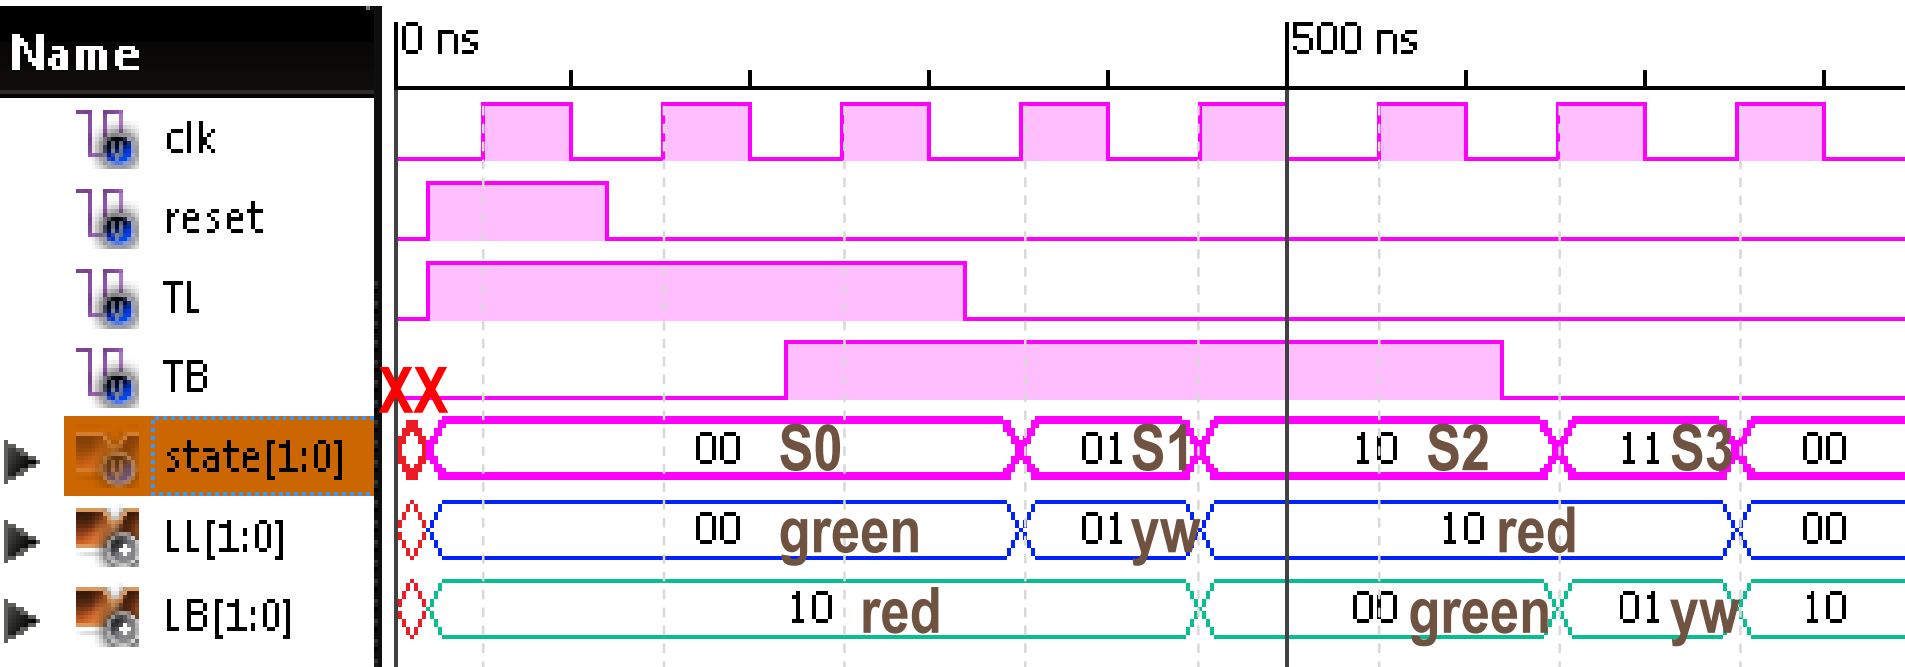 Name 0 ns 500 ns
clk
reset
TL
TB XX
state[1:0] 00 S0 01 S1 10 S2 11 S3 00
LL[1:0] 00 green 01 yw 10 red 00
LB[1:0] 10 red 00 green 01 yw 10